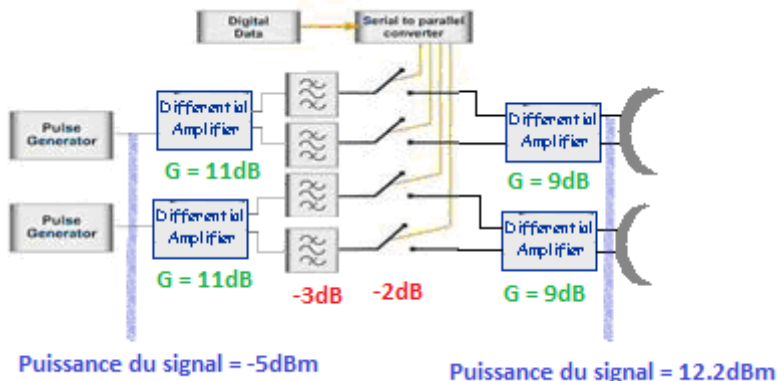 Digital
Data
Serial to parallel
converter
Pulse
Generator
Differential
Amplifier
G = 11dB
Differential
Amplifier
G = 9dB
Pulse
Generator
Differential
Amplifier
G = 11dB
-3dB
-2dB
Differential
Amplifier
G = 9dB
Puissance du signal = -5dBm
Puissance du signal = 12.2dBm